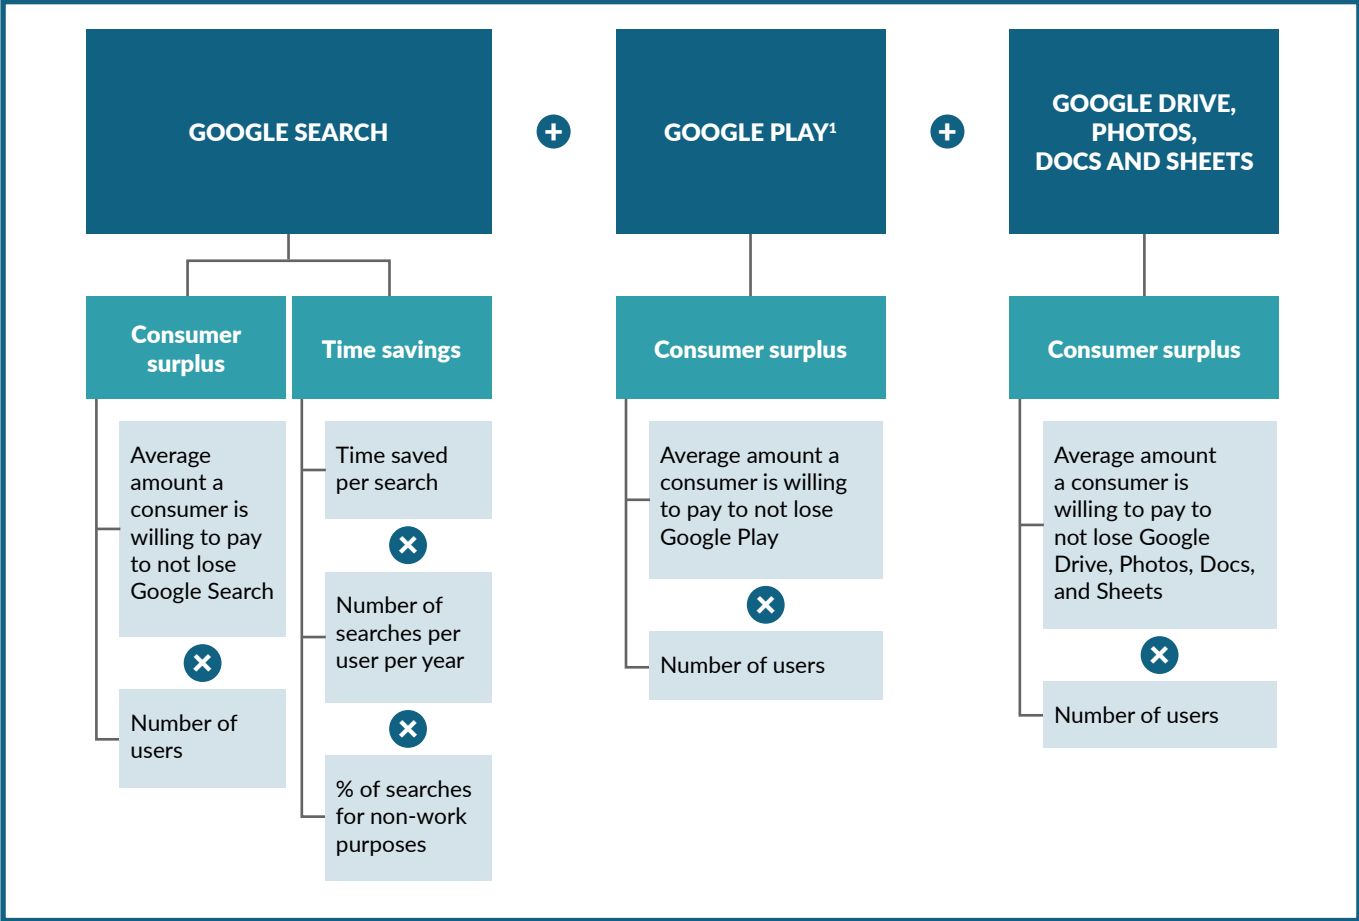 GOOGLE SEARCH
+
GOOGLE PLAY¹
+
GOOGLE DRIVE,
PHOTOS,
DOCS AND SHEETS
Consumer
surplus
Average
amount a
consumer is
willing to pay
to not lose
Google Search
×
Number of
users
Time savings
Time saved
per search
×
Number of
searches per
user per year
×
% of searches
for non-work
purposes
Consumer surplus
Average amount a
consumer is willing
to pay to not lose
Google Play
×
Number of users
Consumer surplus
Average amount
a consumer is
willing to pay to
not lose Google
Drive, Photos, Docs,
and Sheets
×
Number of users